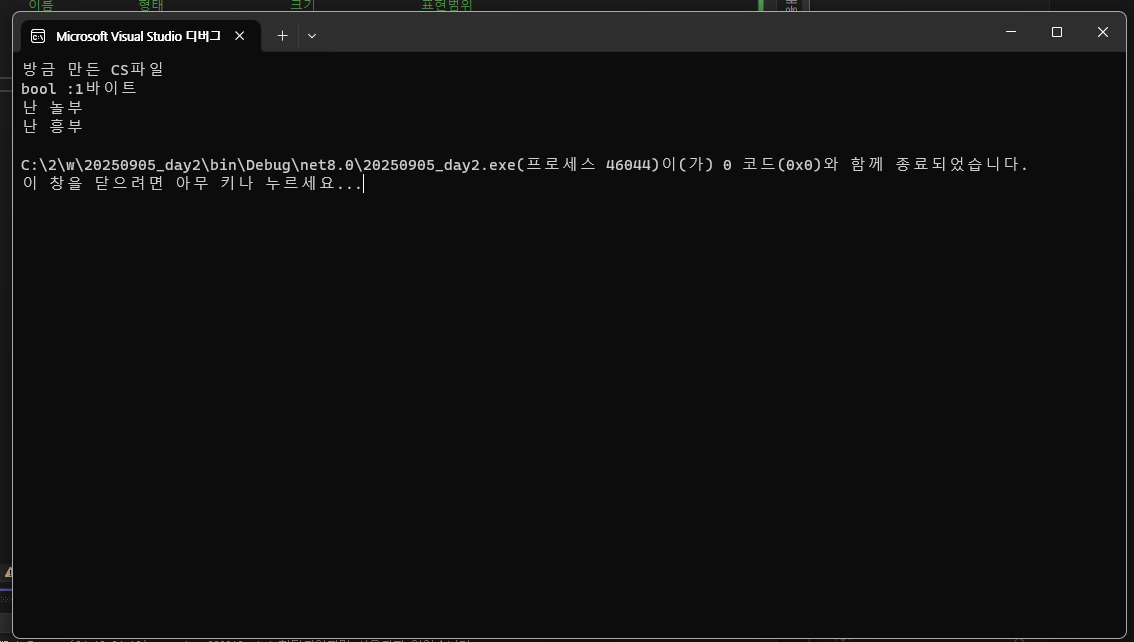 이름 형태 크기 표현범위
Microsoft Visual Studio 디버그
방금 만든 CS파일
bool :1바이트
난 놀부
난 흥부
C:\2\w\20250905_day2\bin\Debug\net8.0\20250905_day2.exe(프로세스 46044)이(가) 0 코드(0x0)와 함께 종료되었습니다.
이 창을 닫으려면 아무 키나 누르세요...